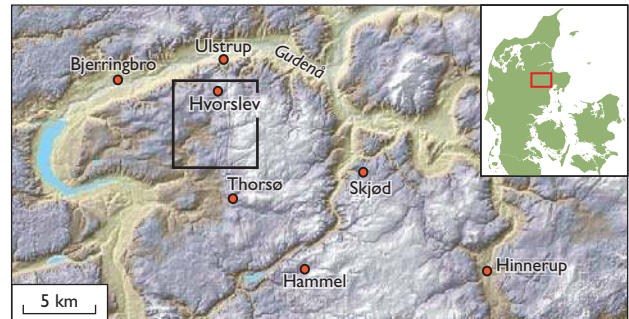 Ulstrup
Bjerringbro
Gudenå
Hvorslev
Thorsø
Skjød
Hammel
Hinnerup
5 km